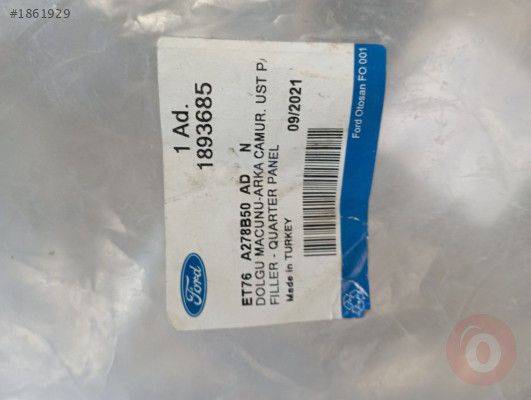 #1861929
1 Ad.
1893685
Ford
ET76 A278B50 AD N
DOLGU MACUNU-ARKA CAMUR. UST P
FILLER - QUARTER PANEL
Made in TURKEY 09/2021
Ford Otosan FO 001